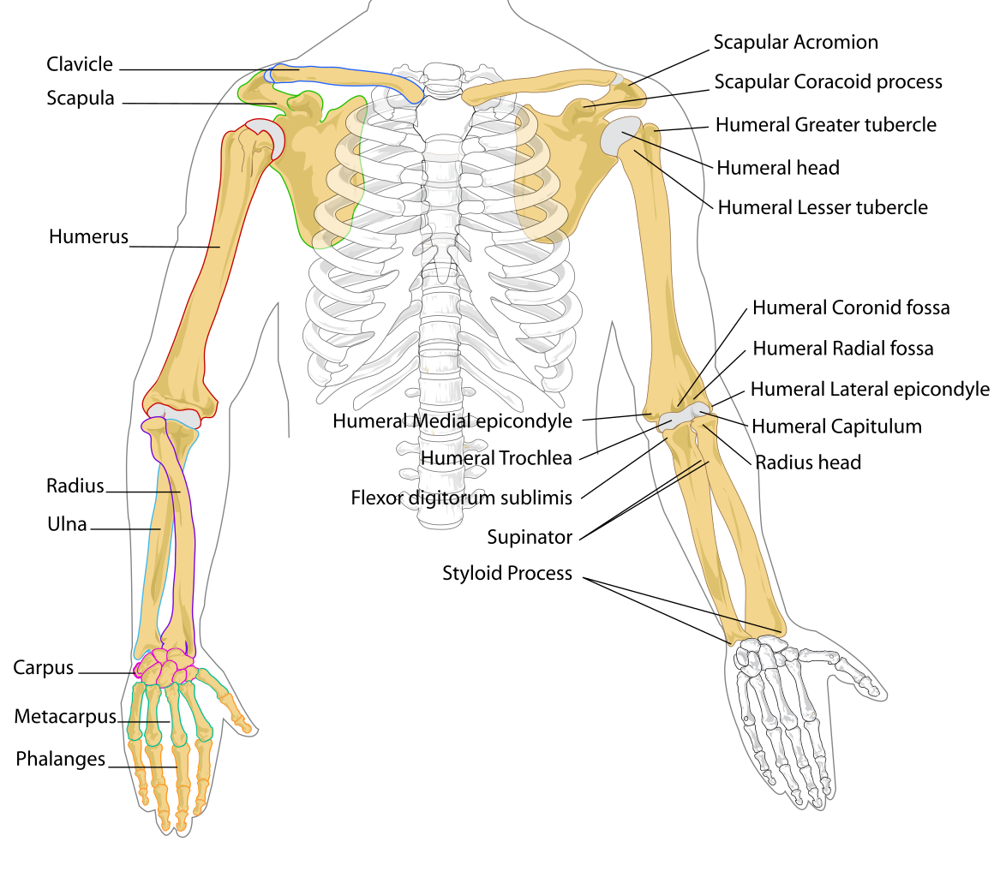 Clavicle
Scapula
Humerus
Radius
Ulna
Carpus
Metacarpus
Phalanges
Scapular Acromion
Scapular Coracoid process
Humeral Greater tubercle
Humeral head
Humeral Lesser tubercle
Humeral Coronid fossa
Humeral Radial fossa
Humeral Lateral epicondyle
Humeral Capitulum
Radius head
Humeral Medial epicondyle
Humeral Trochlea
Flexor digitorum sublimis
Supinator
Styloid Process